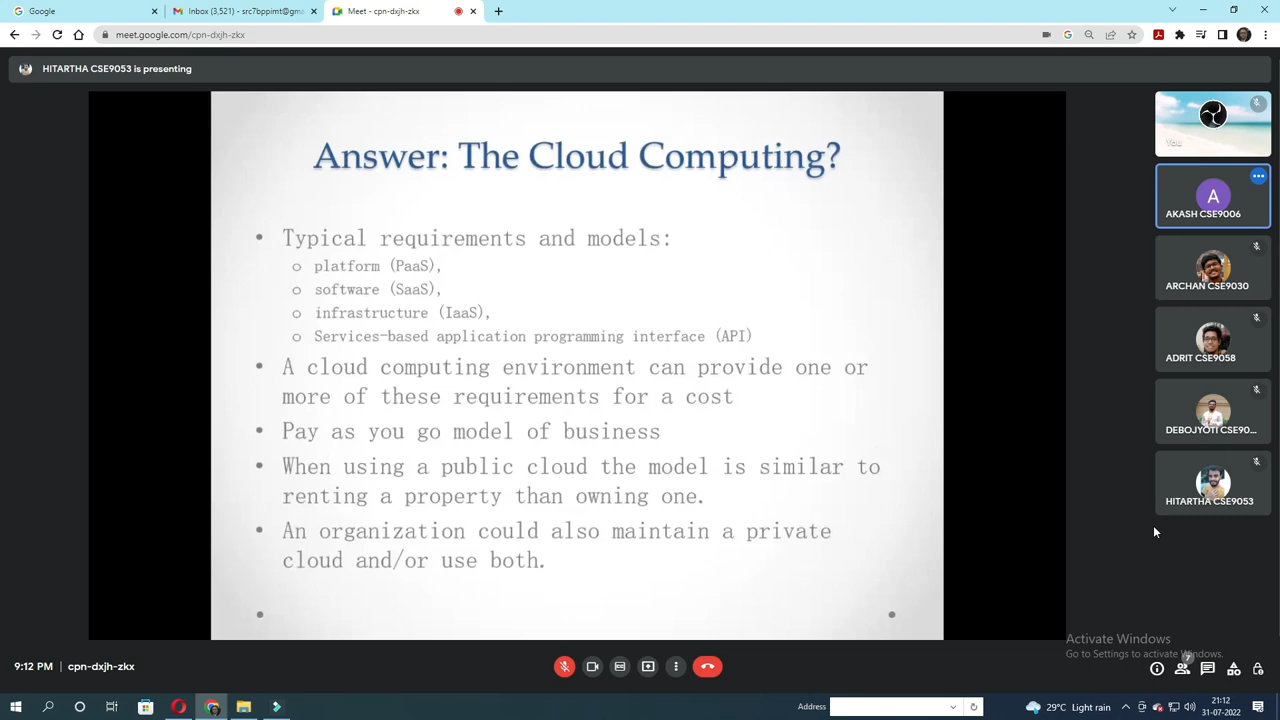 Google
Inbox (3,521) - src7bppimt@gm
Meet - cpn-dxjh-zkx
meet.google.com/cpn-dxjh-zkx
HITARTHA CSE9053 is presenting
Answer: The Cloud Computing?
• Typical requirements and models:
o platform (PaaS),
o software (SaaS),
o infrastructure (IaaS),
o Services-based application programming interface (API)
• A cloud computing environment can provide one or
more of these requirements for a cost
• Pay as you go model of business
• When using a public cloud the model is similar to
renting a property than owning one.
• An organization could also maintain a private
cloud and/or use both.
You
A
AKASH CSE9006
ARCHAN CSE9030
ADRIT CSE9058
DEBOJYOTI CSE90...
HITARTHA CSE9053
Activate Windows
Go to Settings to activate Windows.
9:12 PM | cpn-dxjh-zkx
7
Address
29°C Light rain
21:12
31-07-2022